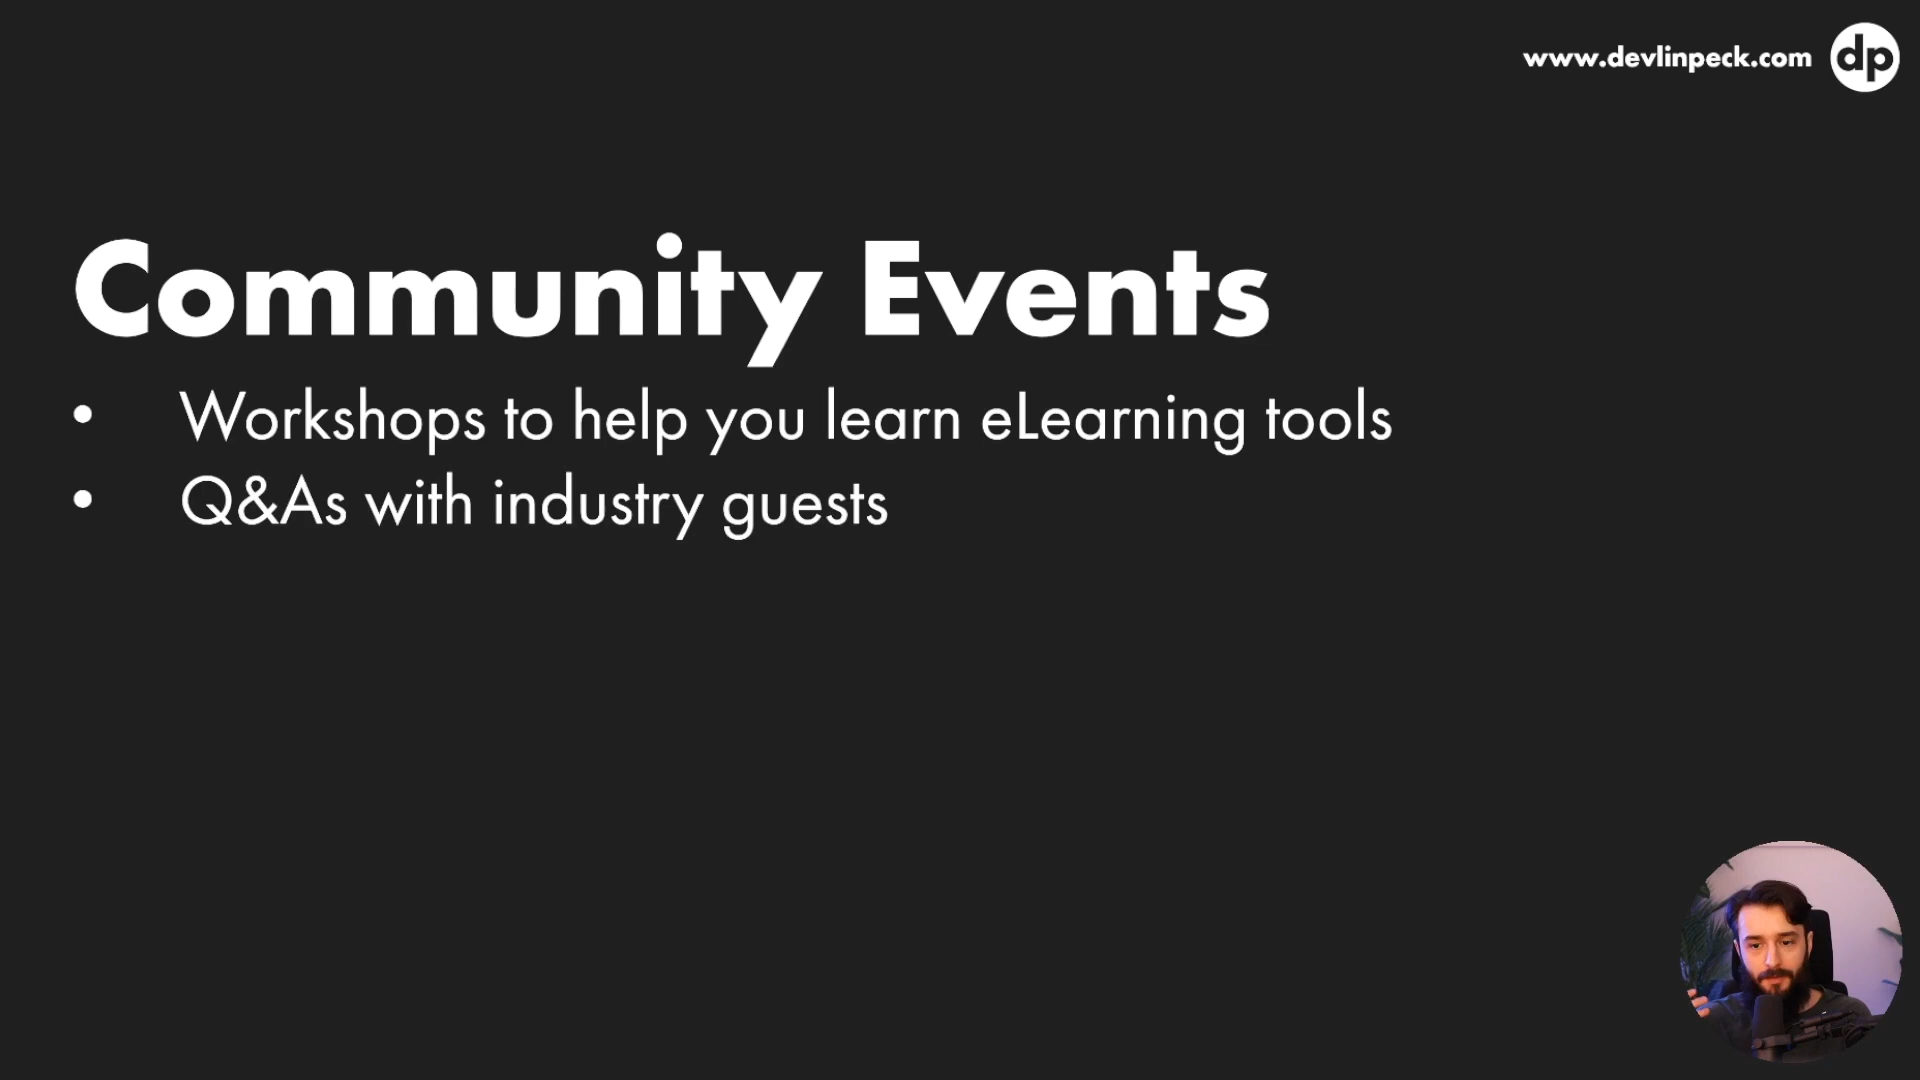 www.devlinpeck.com dp
Community Events
• Workshops to help you learn eLearning tools
• Q&As with industry guests